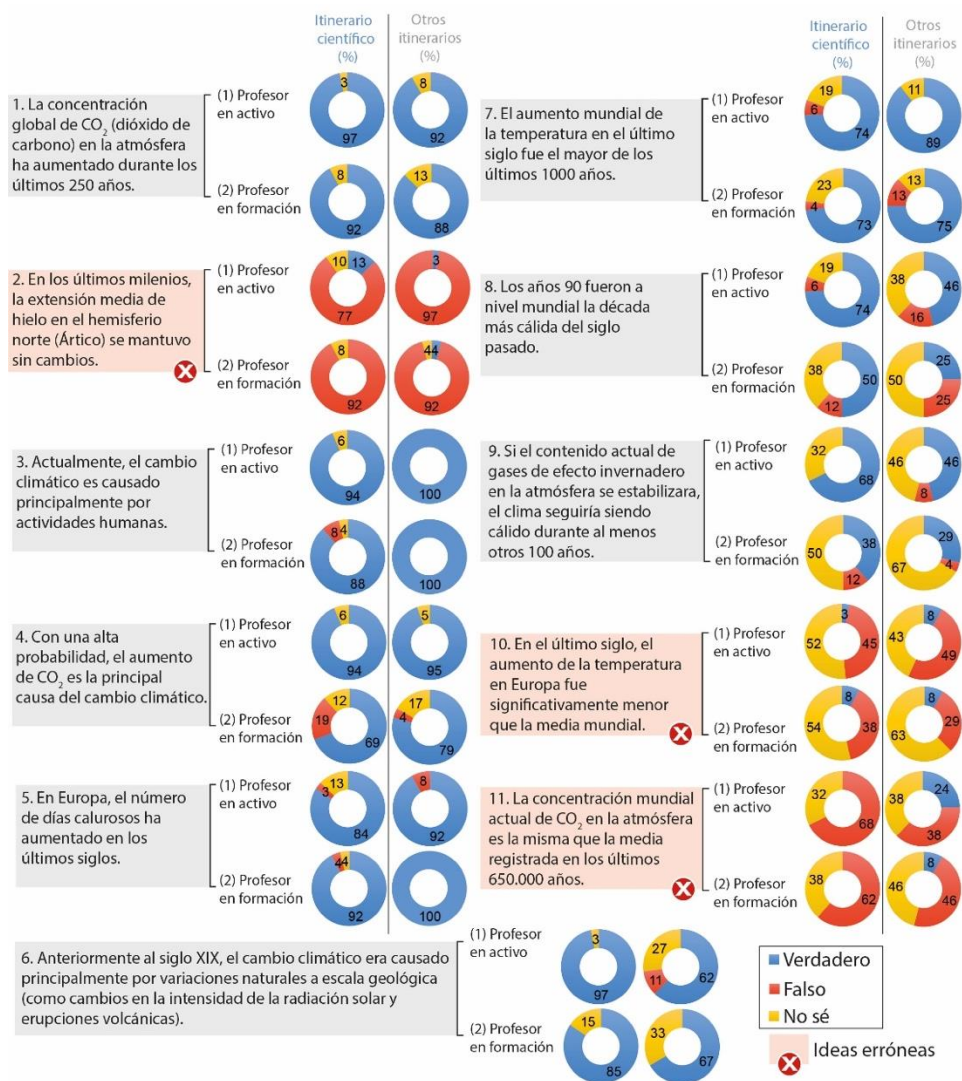 Itinerario
científico
(%)
Otros
itinerarios
(%)
1. La concentración
global de CO₂ (dióxido de
carbono) en la atmósfera
ha aumentado durante los
últimos 250 años.
(1) Profesor
en activo
3
97
8
92
(2) Profesor
en formación
8
92
13
88
2. En los últimos milenios,
la extensión media de
hielo en el hemisferio
norte (Ártico) se mantuvo
sin cambios.
X
(1) Profesor
en activo
10 13
77
3
97
(2) Profesor
en formación
8
92
44
92
3. Actualmente, el cambio
climático es causado
principalmente por
actividades humanas.
(1) Profesor
en activo
6
94
100
(2) Profesor
en formación
8 4
88
100
4. Con una alta
probabilidad, el aumento
de CO₂ es la principal
causa del cambio climático.
(1) Profesor
en activo
6
94
5
95
(2) Profesor
en formación
12
19
69
17
4
79
5. En Europa, el número
de días calurosos ha
aumentado en los
últimos siglos.
(1) Profesor
en activo
13
3
84
8
92
(2) Profesor
en formación
44
92
100
6. Anteriormente al siglo XIX, el cambio climático era causado
principalmente por variaciones naturales a escala geológica
(como cambios en la intensidad de la radiación solar y
erupciones volcánicas).
(1) Profesor
en activo
3
97
27
11
62
(2) Profesor
en formación
15
85
33
67
Itinerario
científico
(%)
Otros
itinerarios
(%)
7. El aumento mundial de
la temperatura en el último
siglo fue el mayor de los
últimos 1000 años.
(1) Profesor
en activo
19
6
74
11
89
(2) Profesor
en formación
23
4
73
13
13
75
8. Los años 90 fueron a
nivel mundial la década
más cálida del siglo
pasado.
(1) Profesor
en activo
19
6
74
38
46
16
(2) Profesor
en formación
38
50
12
25
50
25
9. Si el contenido actual de
gases de efecto invernadero
en la atmósfera se estabilizara,
el clima seguiría siendo
cálido durante al menos
otros 100 años.
(1) Profesor
en activo
32
68
46
46
8
(2) Profesor
en formación
50
38
12
29
67
4
10. En el último siglo, el
aumento de la temperatura
en Europa fue
significativamente menor
que la media mundial.
X
(1) Profesor
en activo
3
52
45
8
43
49
(2) Profesor
en formación
8
54
38
8
29
63
11. La concentración mundial
actual de CO₂ en la atmósfera
es la misma que la media
registrada en los últimos
650.000 años.
X
(1) Profesor
en activo
32
68
24
38
38
(2) Profesor
en formación
38
62
8
46
46
Verdadero
Falso
No sé
X
Ideas erróneas